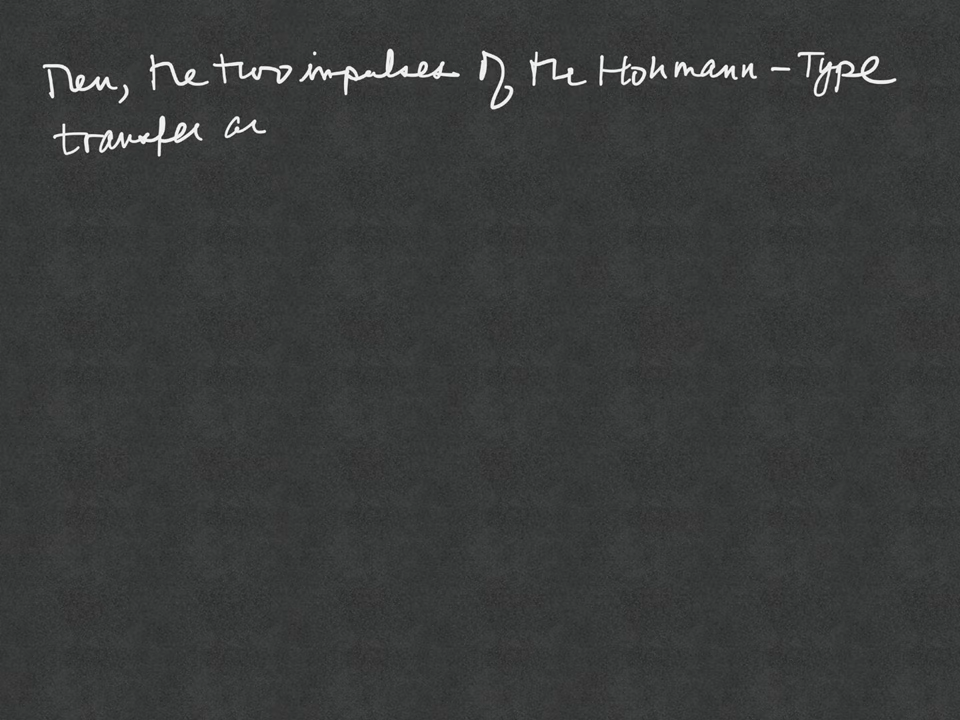 Then, the two impulses of the Hohmann - Type
transfer are